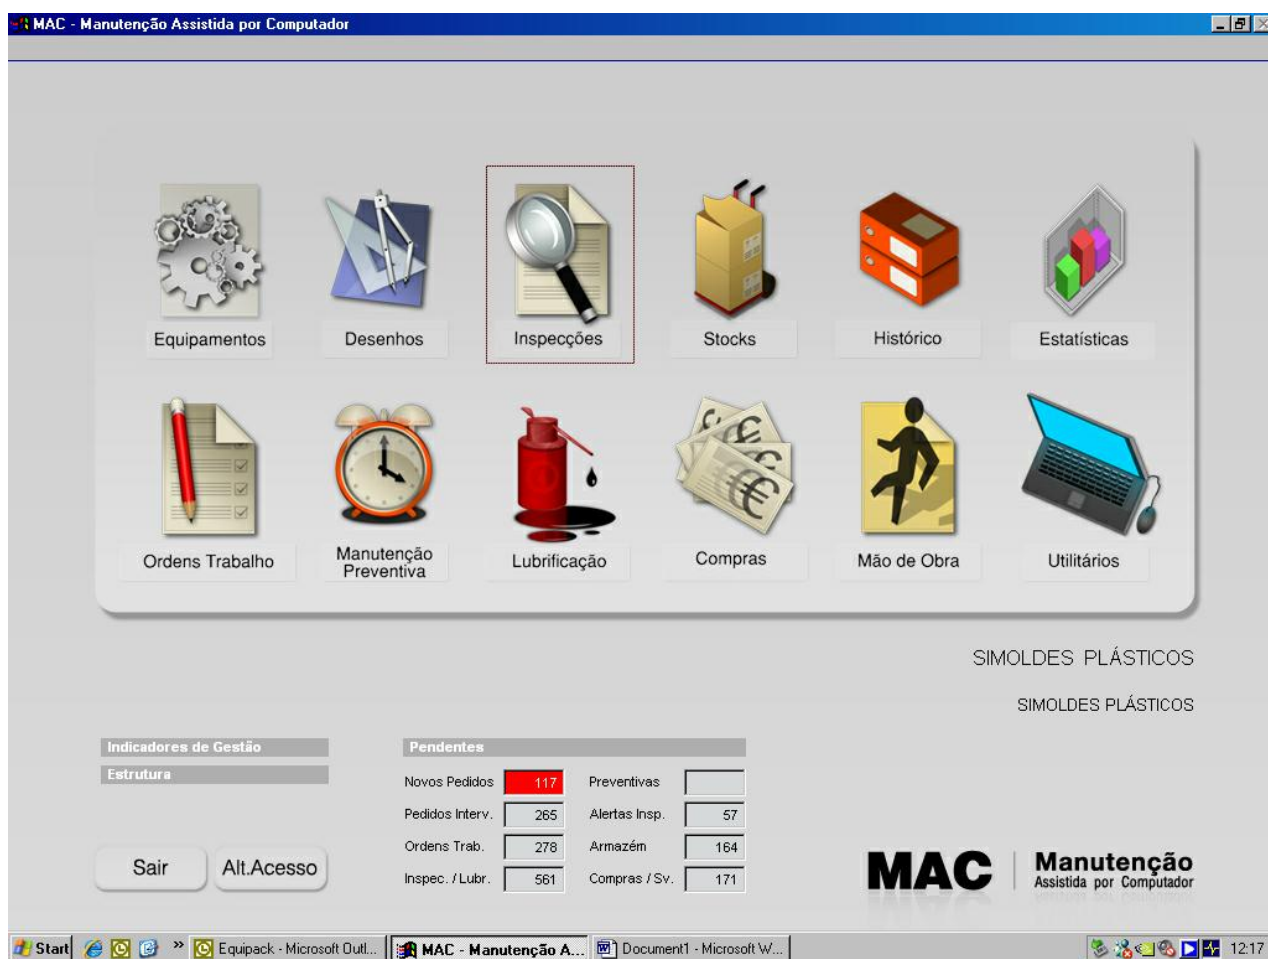 MAC - Manutenção Assistida por Computador
Equipamentos
Desenhos
Inspecções
Stocks
Histórico
Estatísticas
Ordens Trabalho
Manutenção
Preventiva
Lubrificação
Compras
Mão de Obra
Utilitários
SIMOLDES PLÁSTICOS
SIMOLDES PLÁSTICOS
Indicadores de Gestão
Estrutura
Pendentes
Novos Pedidos 117 Preventivas
Pedidos Interv. 265 Alertas Insp. 57
Ordens Trab. 278 Armazém 164
Inspec. / Lubr. 561 Compras / Sv. 171
Sair
Alt.Acesso
MAC
Manutenção
Assistida por Computador
Start » Equipack - Microsoft Outl... MAC - Manutenção A... Document1 - Microsoft W... 12:17